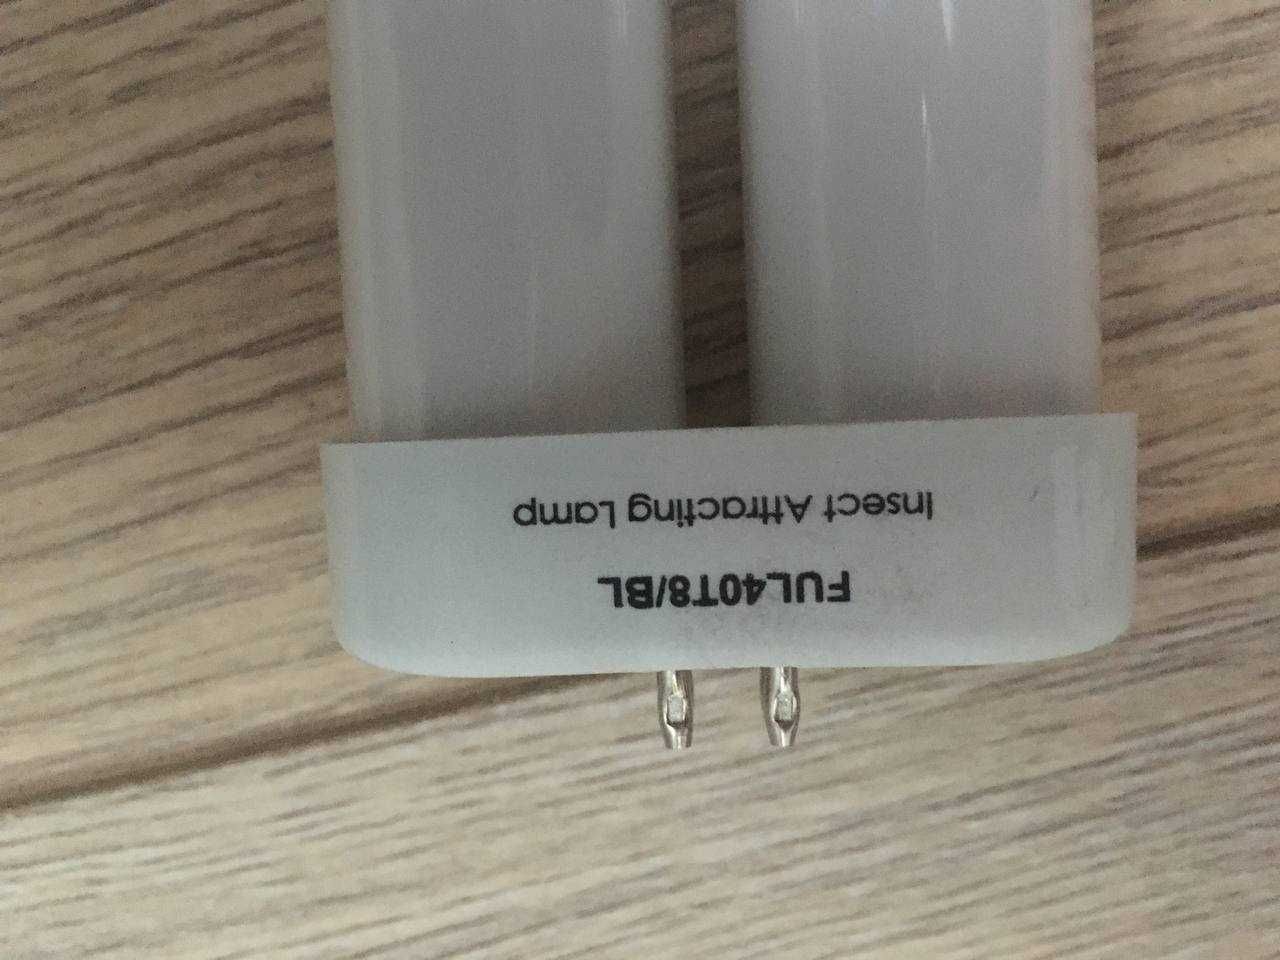 FUL40T8/BL
Insect Attracting Lamp